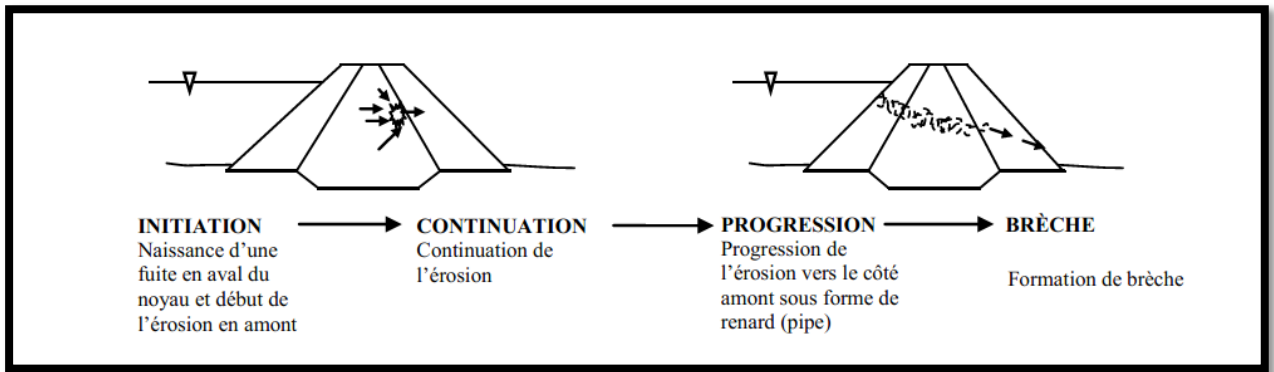 INITIATION
Naissance d’une
fuite en aval du
noyau et début de
l’érosion en amont
CONTINUATION
Continuation de
l’érosion
PROGRESSION
Progression de
l’érosion vers le côté
amont sous forme de
renard (pipe)
BRÈCHE
Formation de brèche